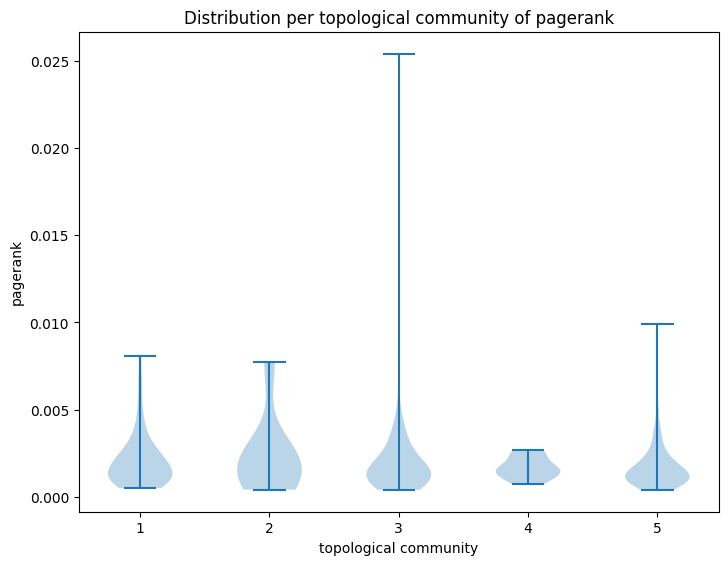 Distribution per topological community of pagerank
0.025
0.020
0.015
0.010
0.005
0.000
pagerank
1 2 3 4 5
topological community